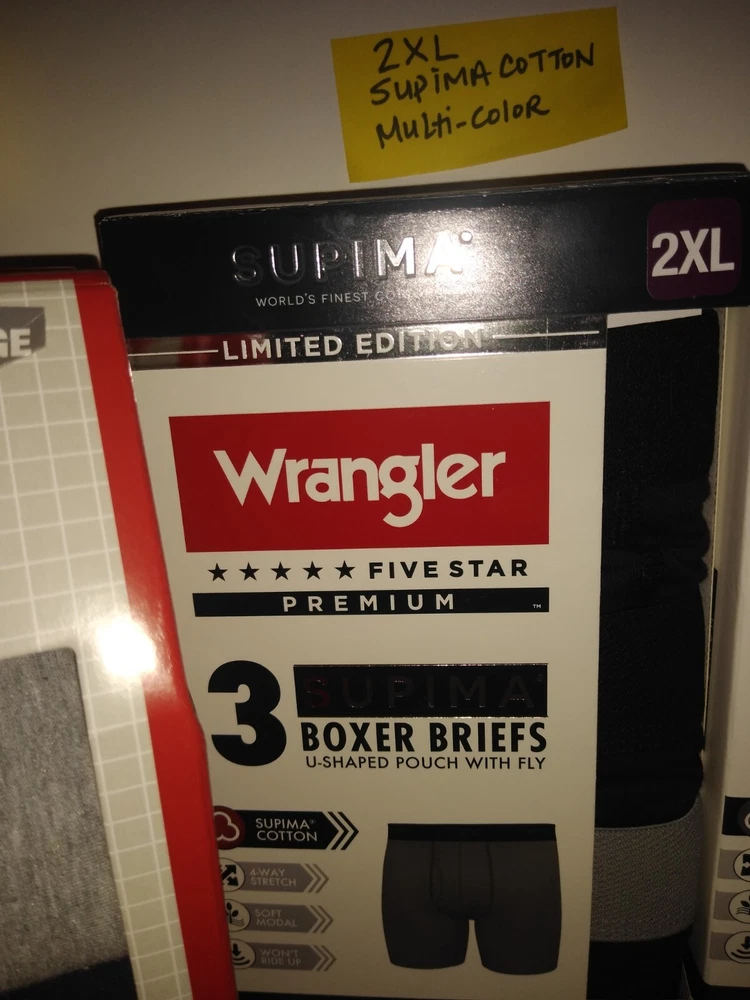 2XL
SUPIMA COTTON
Multi-color
SUPIMA®
2XL
WORLD'S FINEST
LIMITED EDITION
GE
Wrangler
★★★★★ FIVE STAR
PREMIUM ™
3 SUPIMA®
BOXER BRIEFS
U-SHAPED POUCH WITH FLY
SUPIMA®
COTTON
4-WAY
STRETCH
SOFT
MODAL
WON'T
RIDE UP